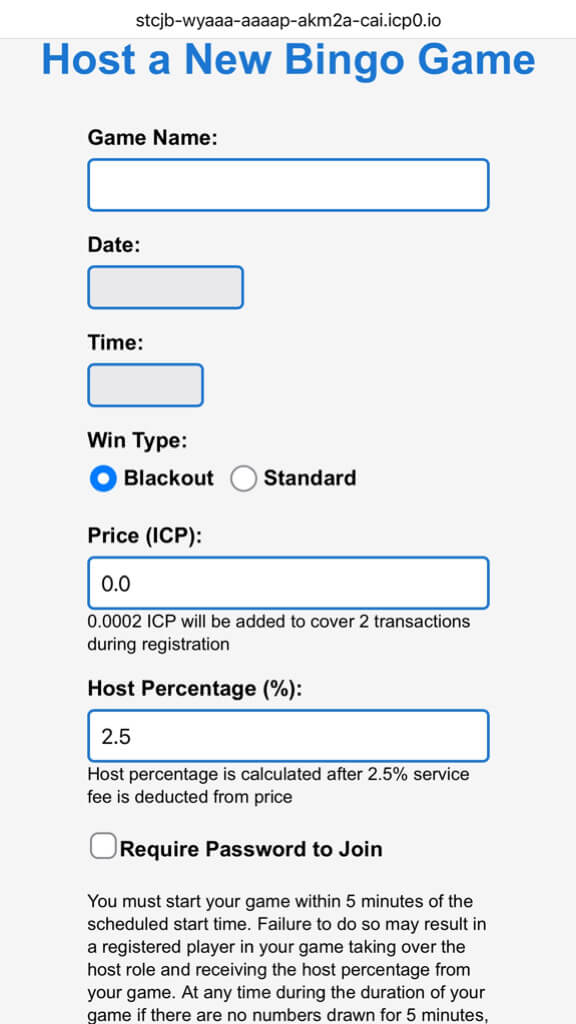 stcjb-wyaaa-aaaap-akm2a-cai.icp0.io
Host a New Bingo Game
Game Name:
Date:
Time:
Win Type:
Blackout Standard
Price (ICP):
0.0
0.0002 ICP will be added to cover 2 transactions
during registration
Host Percentage (%):
2.5
Host percentage is calculated after 2.5% service
fee is deducted from price
Require Password to Join
You must start your game within 5 minutes of the
scheduled start time. Failure to do so may result in
a registered player in your game taking over the
host role and receiving the host percentage from
your game. At any time during the duration of your
game if there are no numbers drawn for 5 minutes,